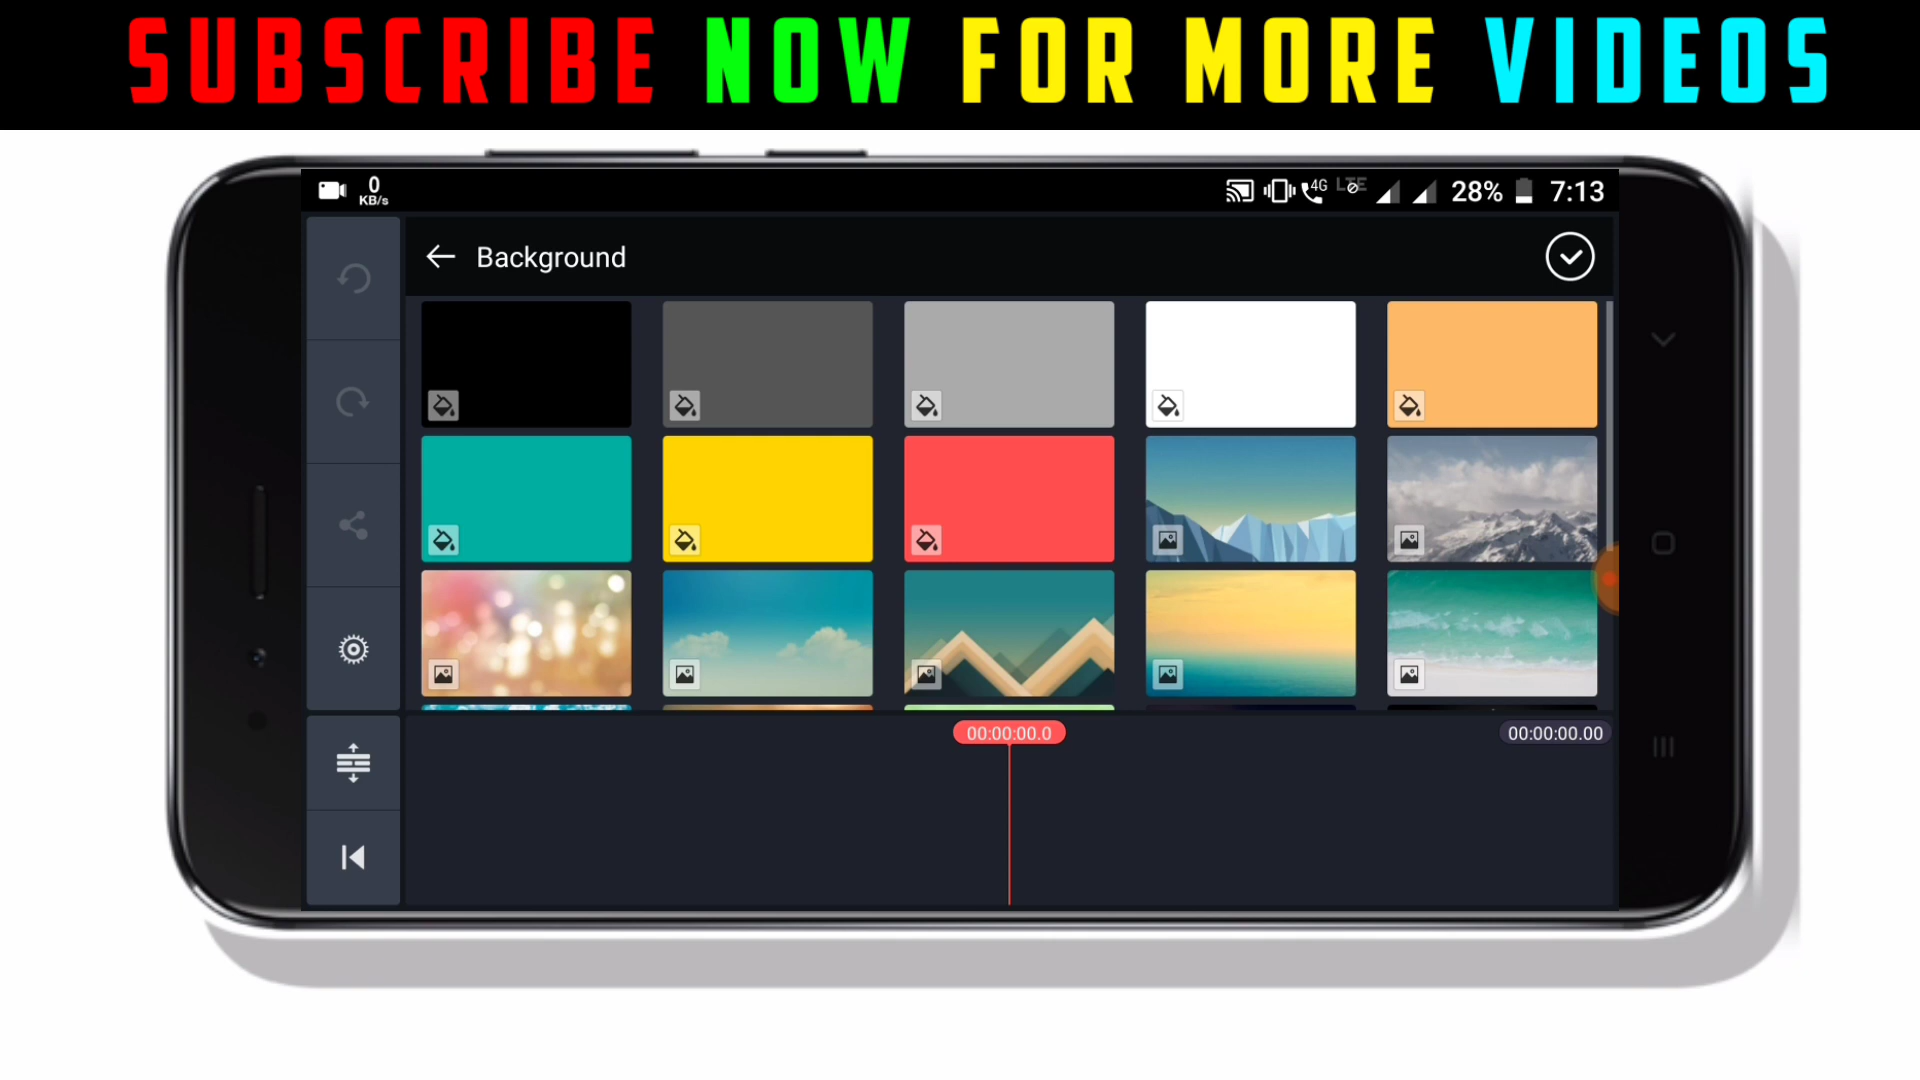 SUBSCRIBE NOW FOR MORE VIDEOS
0
KB/s
4G
LTE
28%
7:13
Background
00:00:00.0
00:00:00.00